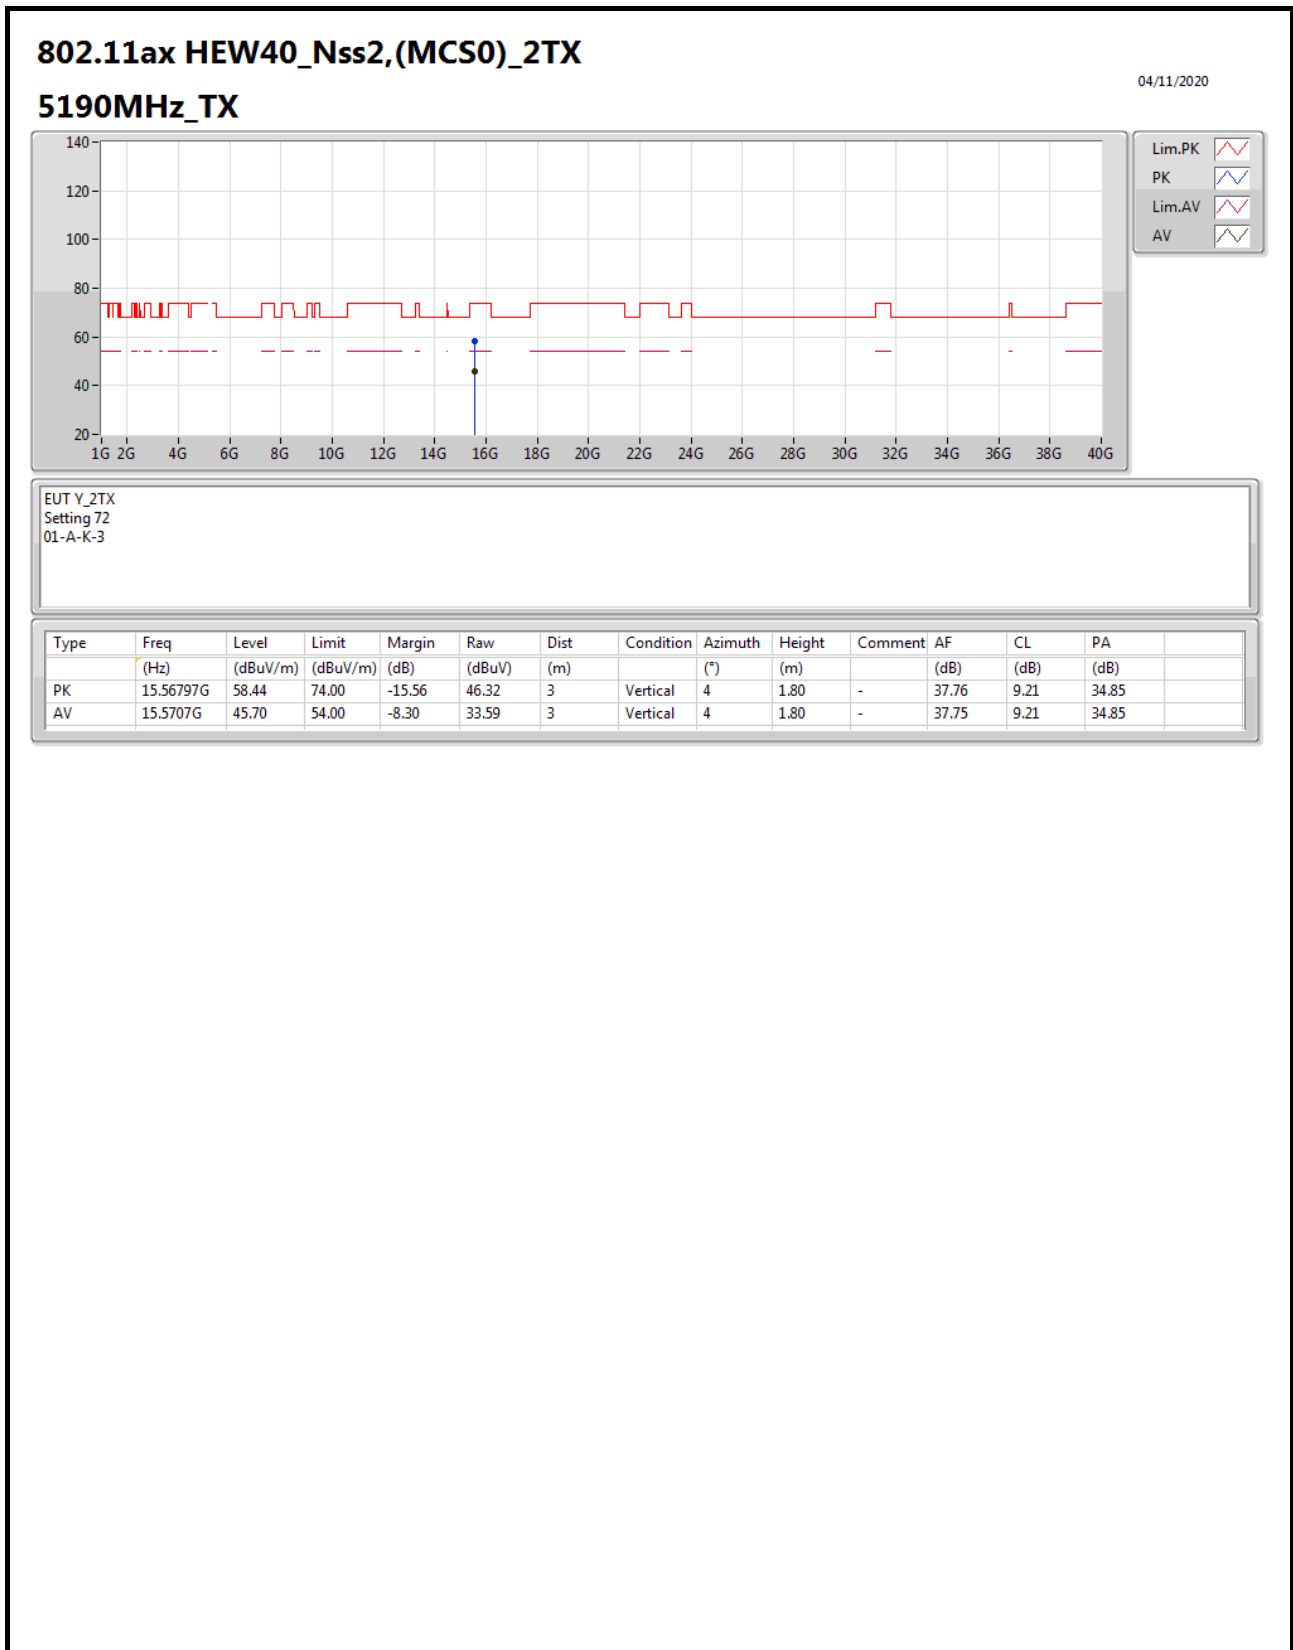 802.11ax HEW40_Nss2,(MCS0)_2TX
04/11/2020
5190MHz_TX
140
120
100
80
60
40
20
1G 2G 4G 6G 8G 10G 12G 14G 16G 18G 20G 22G 24G 26G 28G 30G 32G 34G 36G 38G 40G
Lim.PK
PK
Lim.AV
AV
EUT Y_2TX
Setting 72
01-A-K-3
Type Freq Level Limit Margin Raw Dist Condition Azimuth Height Comment AF CL PA
(Hz) (dBuV/m) (dBuV/m) (dB) (dBuV) (m) (°) (m) (dB) (dB) (dB)
PK 15.56797G 58.44 74.00 -15.56 46.32 3 Vertical 4 1.80 - 37.76 9.21 34.85
AV 15.5707G 45.70 54.00 -8.30 33.59 3 Vertical 4 1.80 - 37.75 9.21 34.85